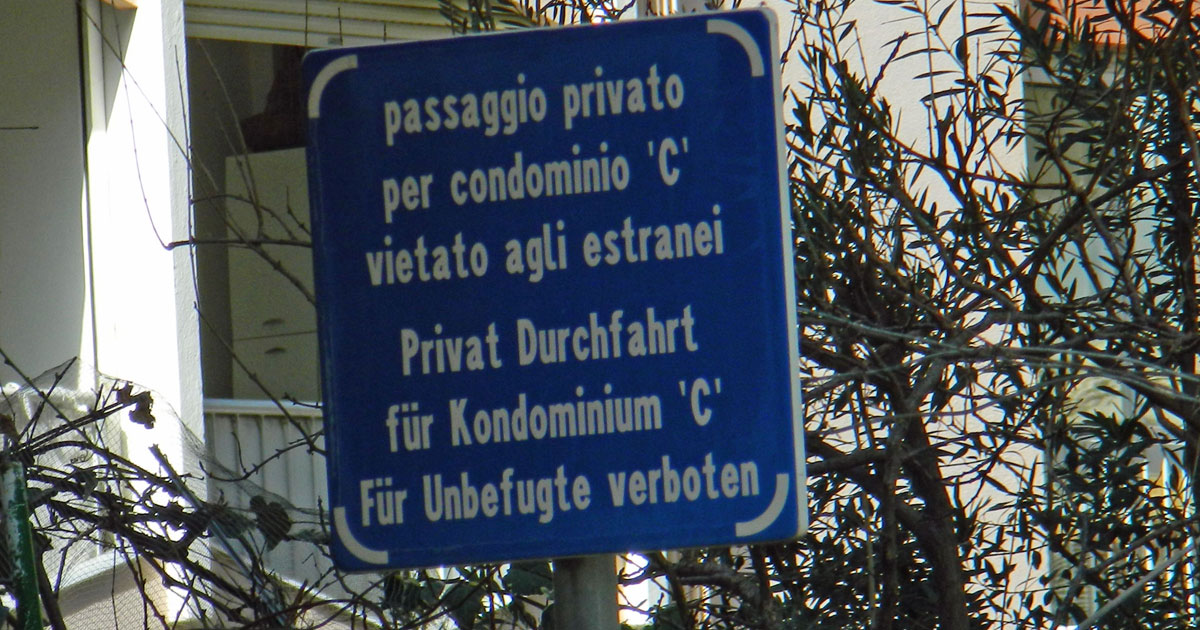 passaggio privato
per condominio 'C'
vietato agli estranei
Privat Durchfahrt
für Kondominium 'C'
Für Unbefugte verboten